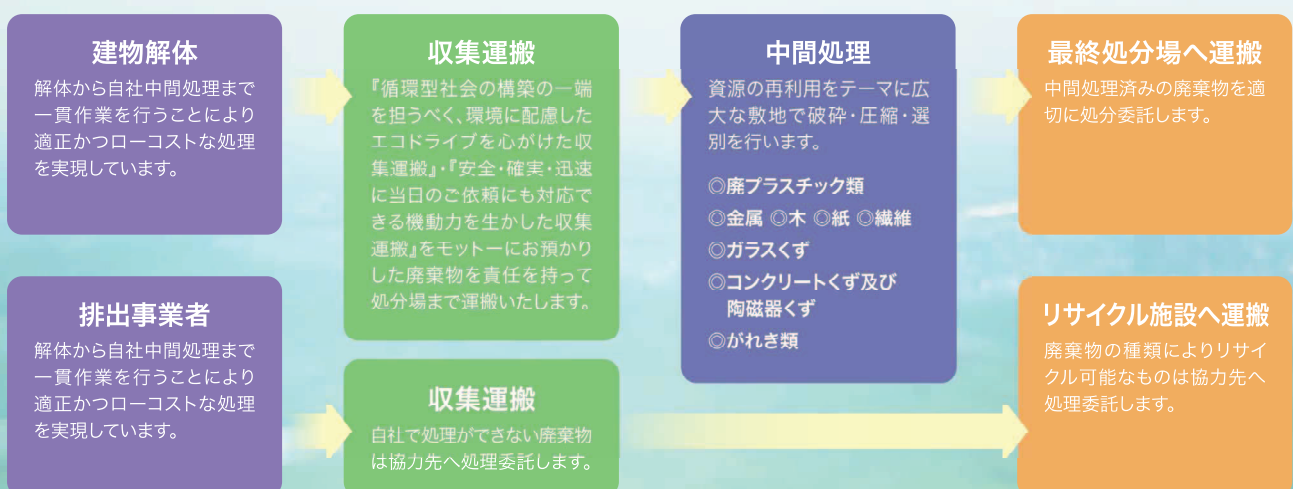 建物解体
解体から自社中間処理まで
一貫作業を行うことにより
適正かつローコストな処理
を実現しています。
排出事業者
解体から自社中間処理まで
一貫作業を行うことにより
適正かつローコストな処理
を実現しています。
収集運搬
『循環型社会の構築の一端
を担うべく、環境に配慮した
エコドライブを心がけた収
集運搬』・『安全・確実・迅速
に当日のご依頼にも対応で
きる機動力を生かした収集
運搬』をモットーにお預かり
した廃棄物を責任を持って
処分場まで運搬いたします。
収集運搬
自社で処理ができない廃棄物
は協力先へ処理委託します。
中間処理
資源の再利用をテーマに広
大な敷地で破砕・圧縮・選
別を行います。
◎廃プラスチック類
◎金属 ◎木 ◎紙 ◎繊維
◎ガラスくず
◎コンクリートくず及び
陶磁器くず
◎がれき類
最終処分場へ運搬
中間処理済みの廃棄物を適
切に処分委託します。
リサイクル施設へ運搬
廃棄物の種類によりリサイ
クル可能なものは協力先へ
処理委託します。